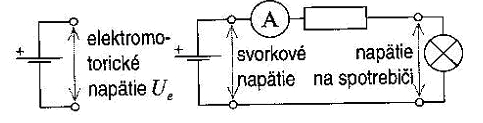 +
elektromo-
torické
napätie Ue
+
A
svorkové
napätie
napätie
na spotrebiči